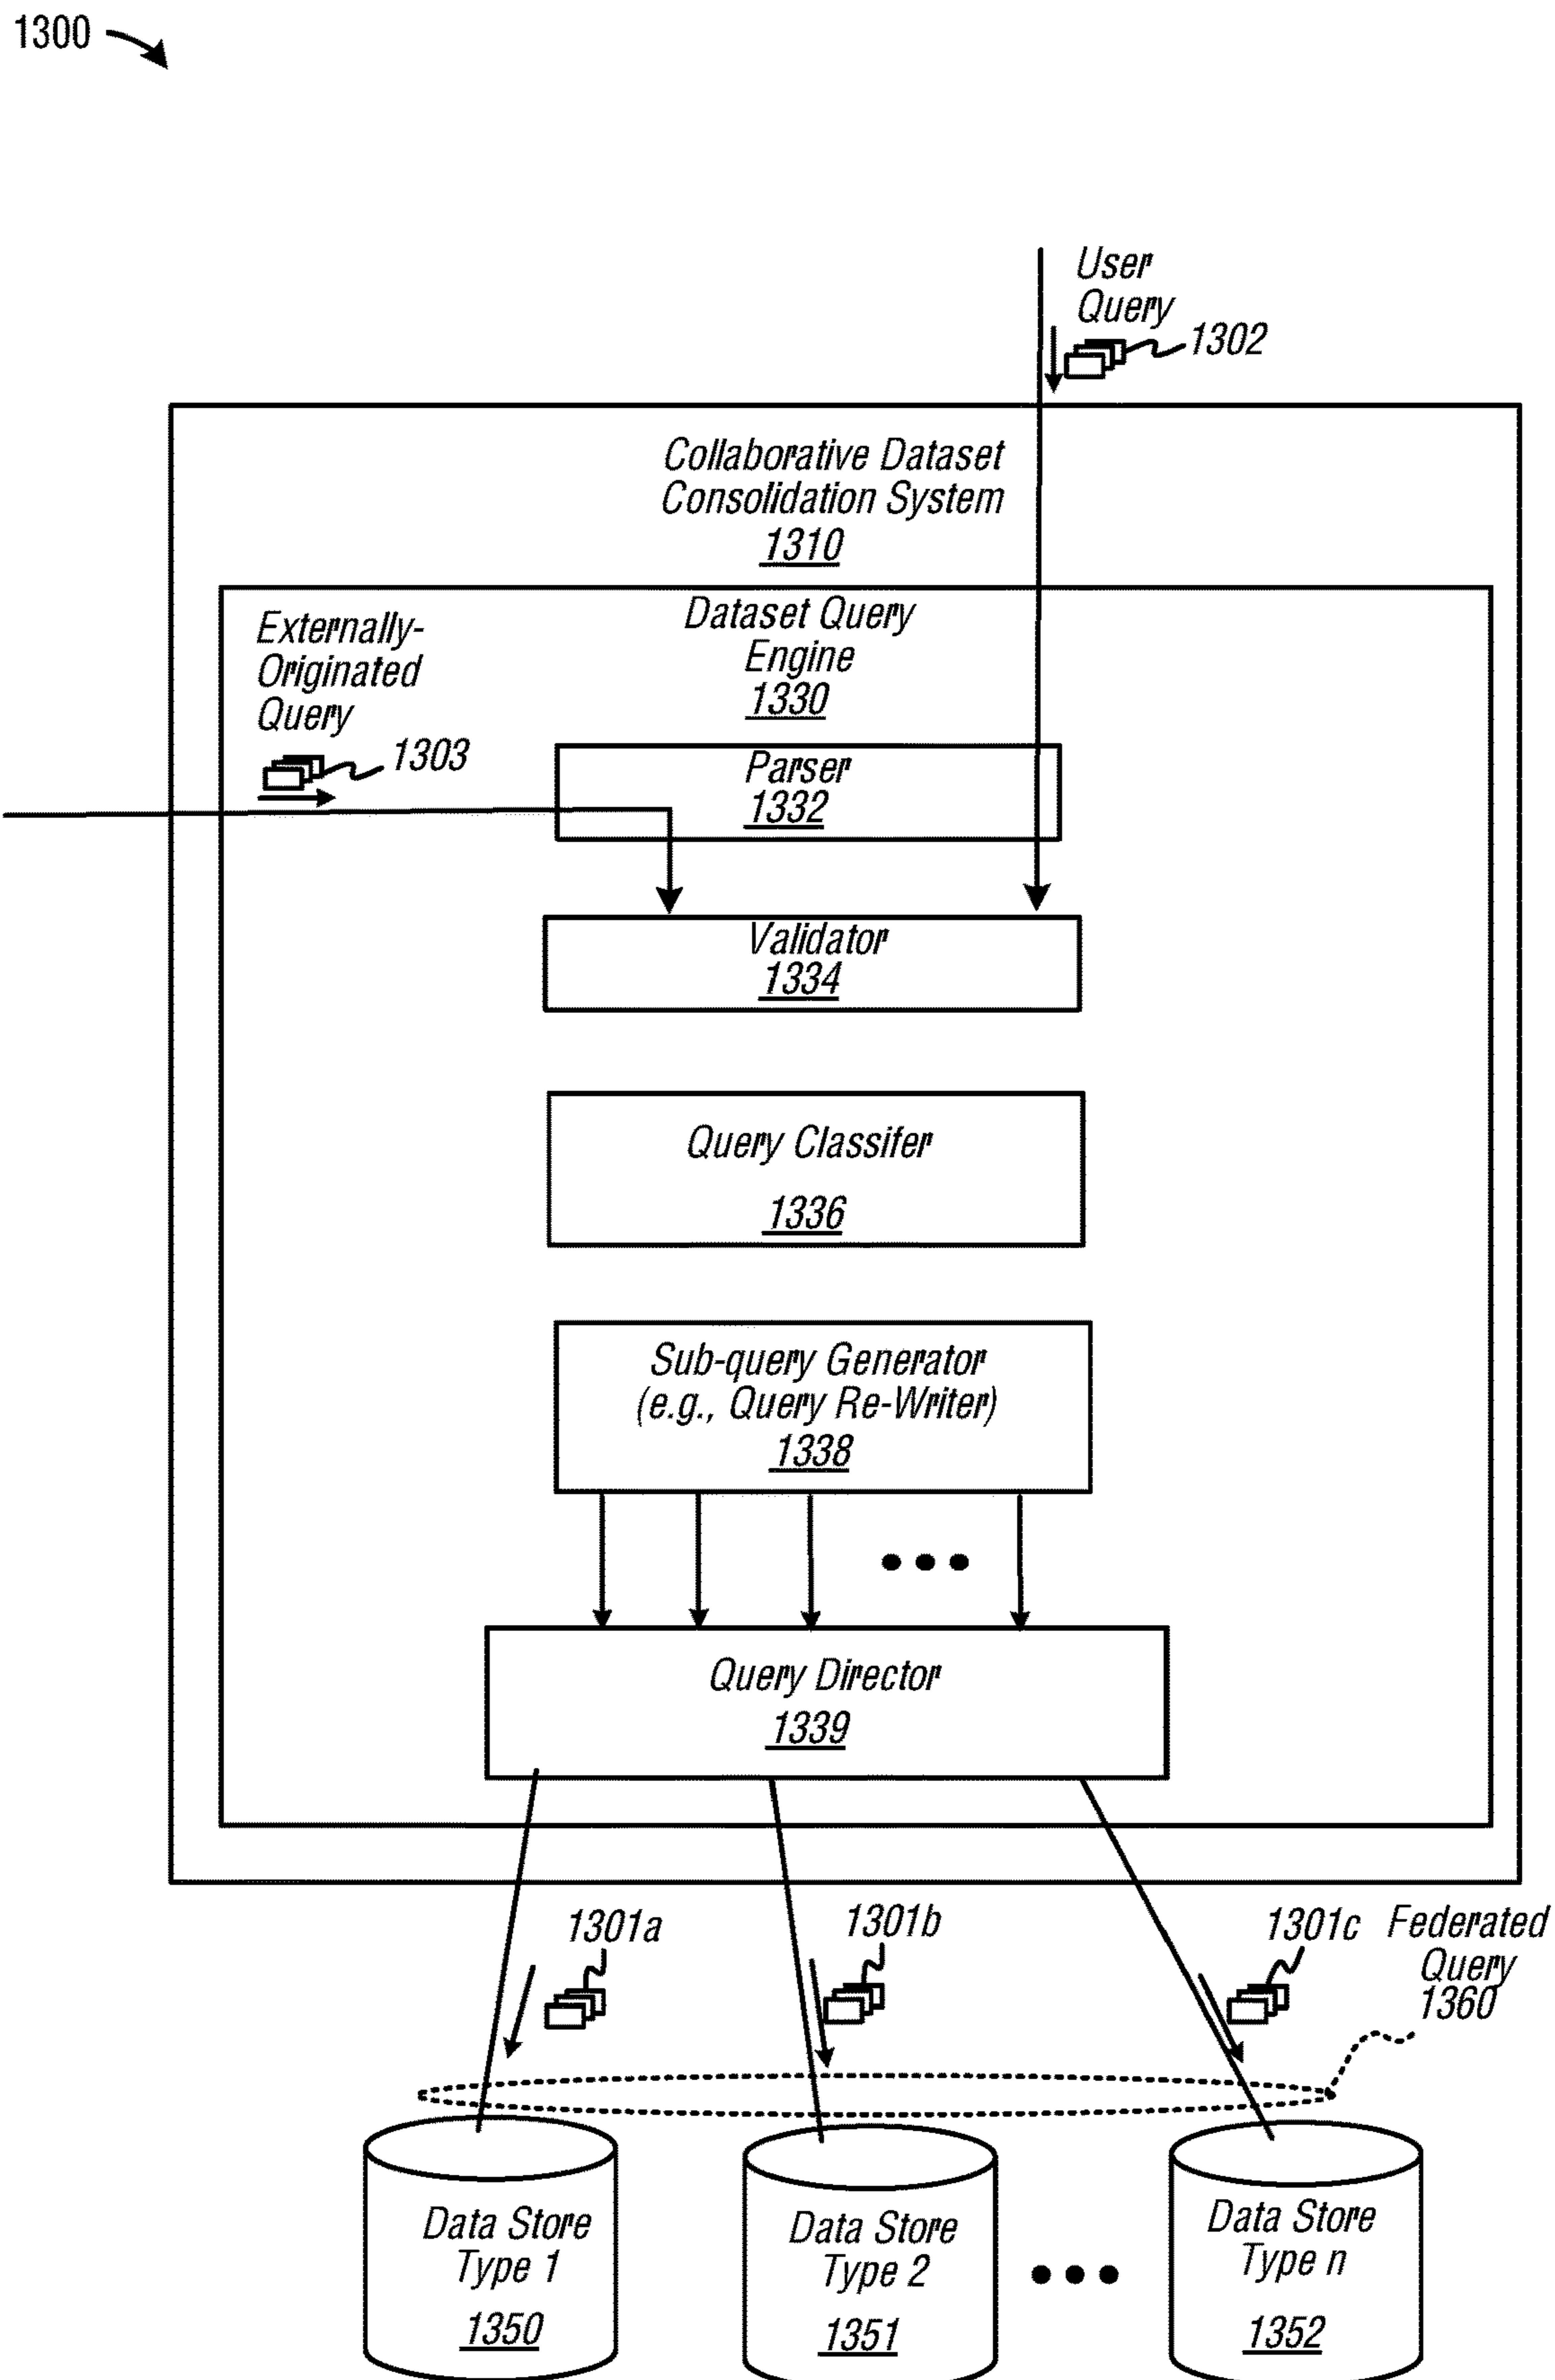 1300
User
Query
1302
Collaborative Dataset
Consolidation System
1310
Externally-
Originated
Query
1303
Dataset Query
Engine
1330
Parser
1332
Validator
1334
Query Classifer
1336
Sub-query Generator
(e.g., Query Re-Writer)
1338
Query Director
1339
1301a
1301b
1301c
Federated
Query
1360
Data Store
Type 1
1350
Data Store
Type 2
1351
Data Store
Type n
1352